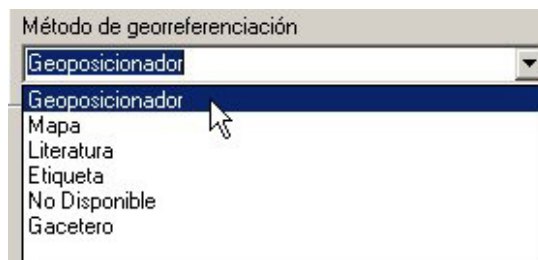 Método de georreferenciación
Geoposicionador
Geoposicionador
Mapa
Literatura
Etiqueta
No Disponible
Gacetero